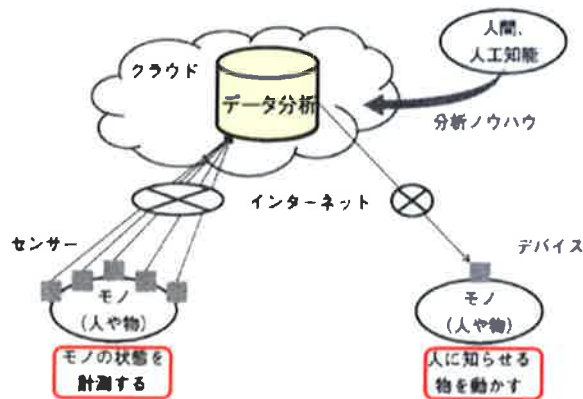 人間、
人工知能
クラウド
データ分析
分析ノウハウ
インターネット
センサー
デバイス
モノ
(人や物)
モノ
(人や物)
モノの状態を
計測する
人に知らせる
物を動かす